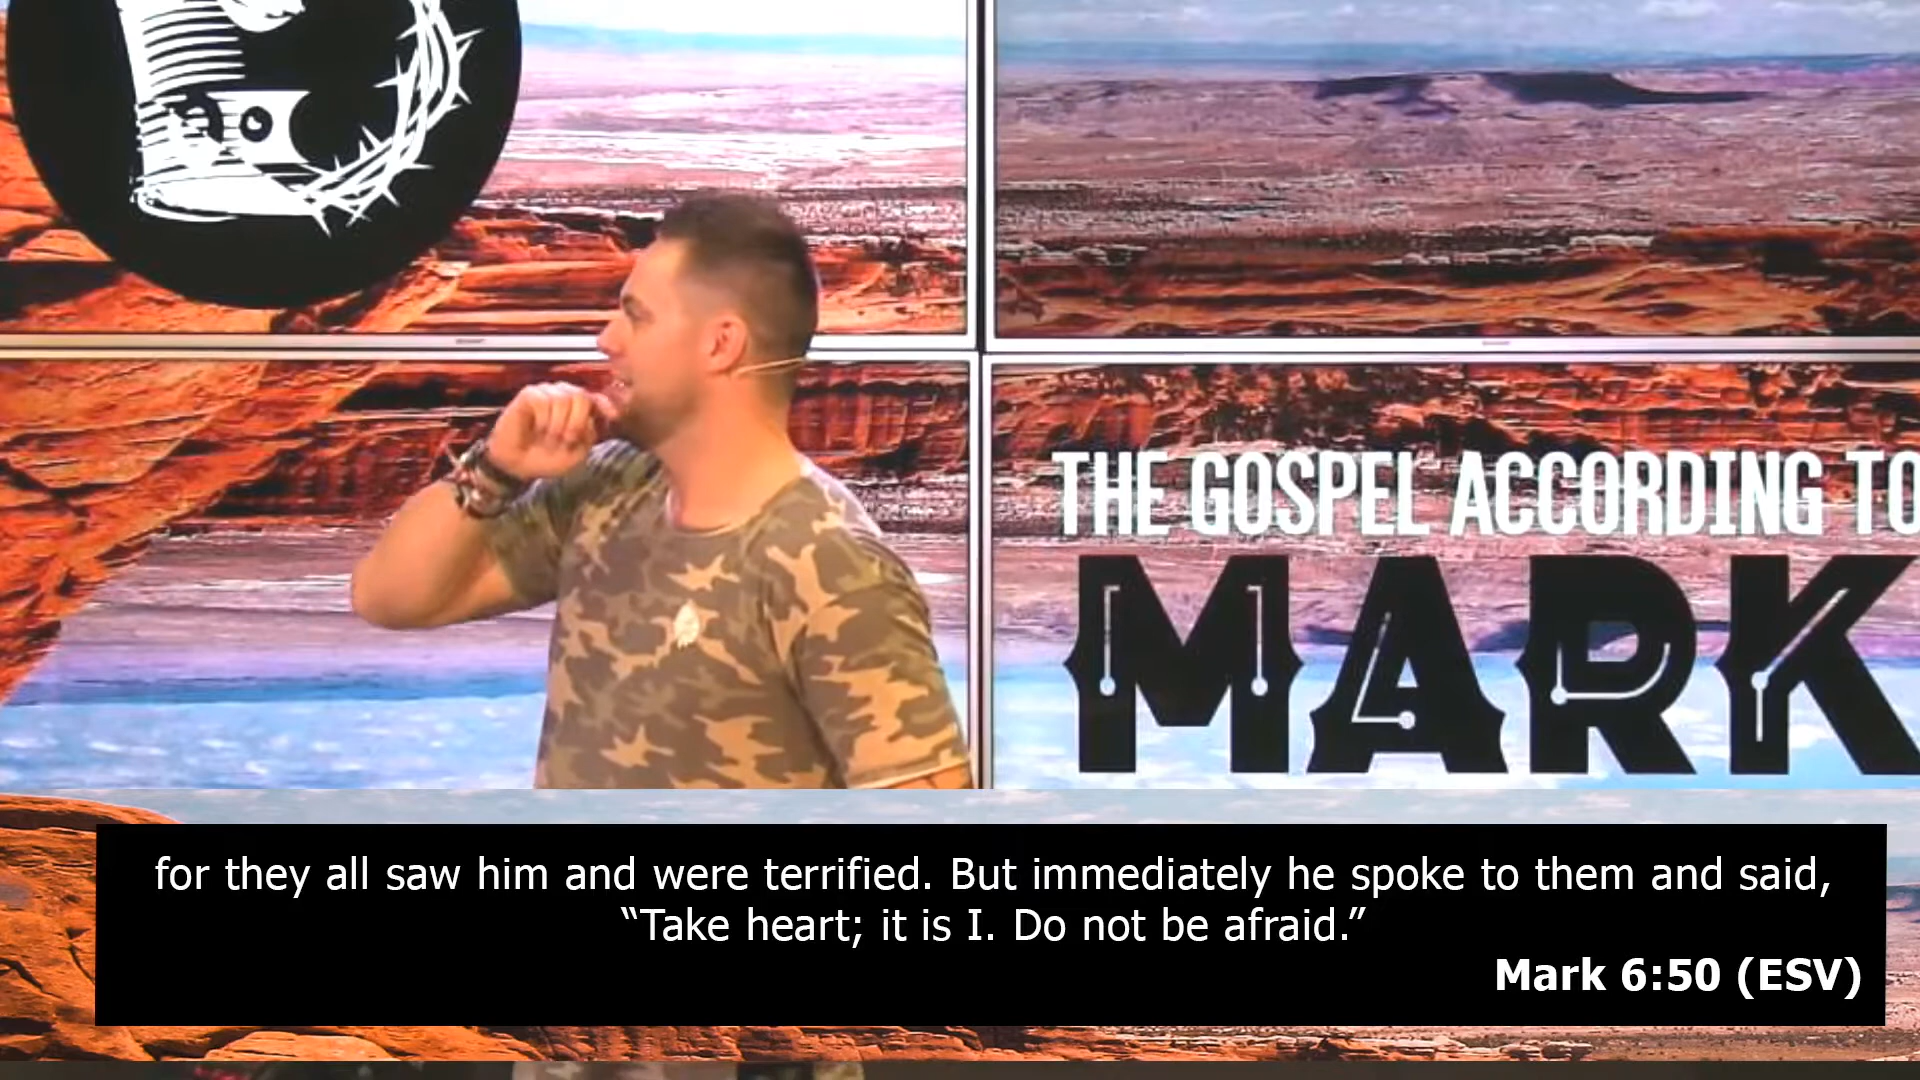 THE GOSPEL ACCORDING TO
MARK
for they all saw him and were terrified. But immediately he spoke to them and said,
“Take heart; it is I. Do not be afraid.”
Mark 6:50 (ESV)